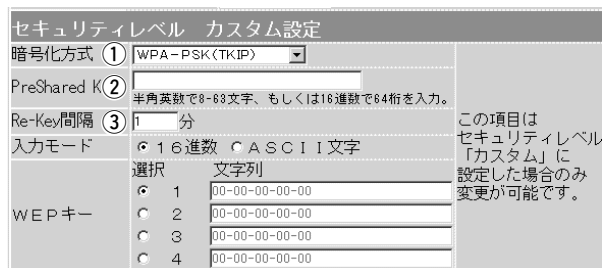 セキュリティレベル カスタム設定
暗号化方式 ① WPA-PSK(TKIP)
PreShared K ②
半角英数で8-63文字、もしくは16進数で64桁を入力。
Re-Key間隔 ③ 1 分
入力モード 16進数 ASCII文字
選択 文字列
WEPキー
1 00-00-00-00-00
2 00-00-00-00-00
3 00-00-00-00-00
4 00-00-00-00-00
この項目は
セキュリティレベル
「カスタム」に
設定した場合のみ
変更が可能です。